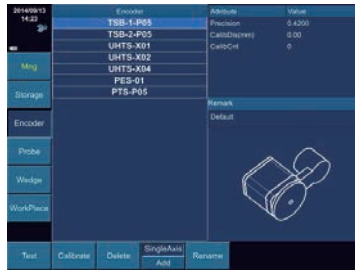 2014/09/13
14:23
Mng
Storage
Encoder
Probe
Wedge
WorkPiece
Encoder
TSB-1-P05
TSB-2-P05
UHTS-X01
UHTS-X02
UHTS-X04
PES-01
PTS-P05
Attribute Value
Precision 0.4200
CalibDis(mm) 0.00
CalibCnt 0
Remark
Default
Test Calibrate Delete SingleAxis Rename
Add